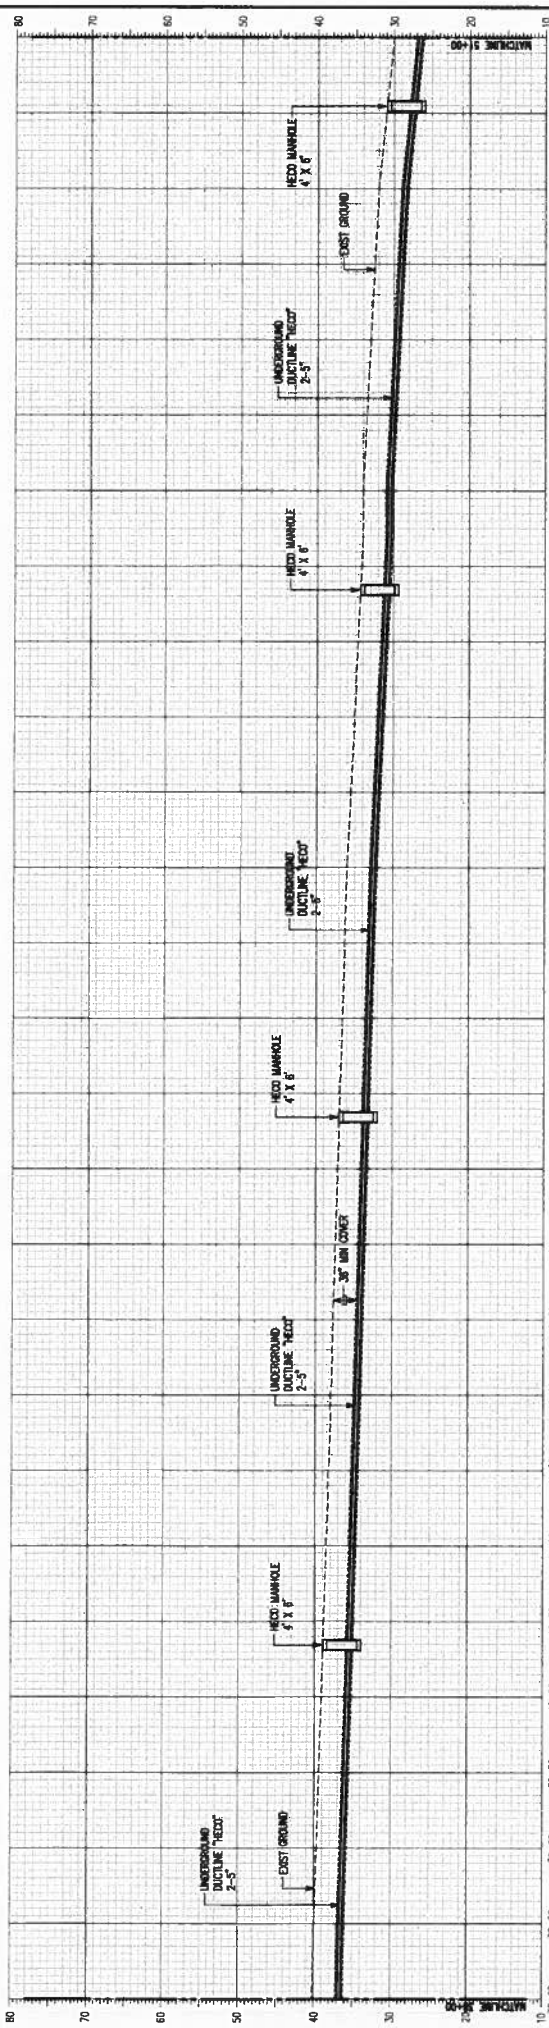 80
70
60
50
40
30
20
10
MATCHLINE
UNDERGROUND
DUCTLINE "HECO"
2-5"
EXIST GROUND
HECO MANHOLE
4' X 6'
UNDERGROUND
DUCTLINE "HECO"
2-5"
36" MIN COVER
HECO MANHOLE
4' X 6'
UNDERGROUND
DUCTLINE "HECO"
HECO MANHOLE
4' X 6'
UNDERGROUND
DUCTLINE "HECO"
2-5"
EXIST GROUND
HECO MANHOLE
4' X 6'
MATCHLINE 51+00
80
70
60
50
40
30
20
10